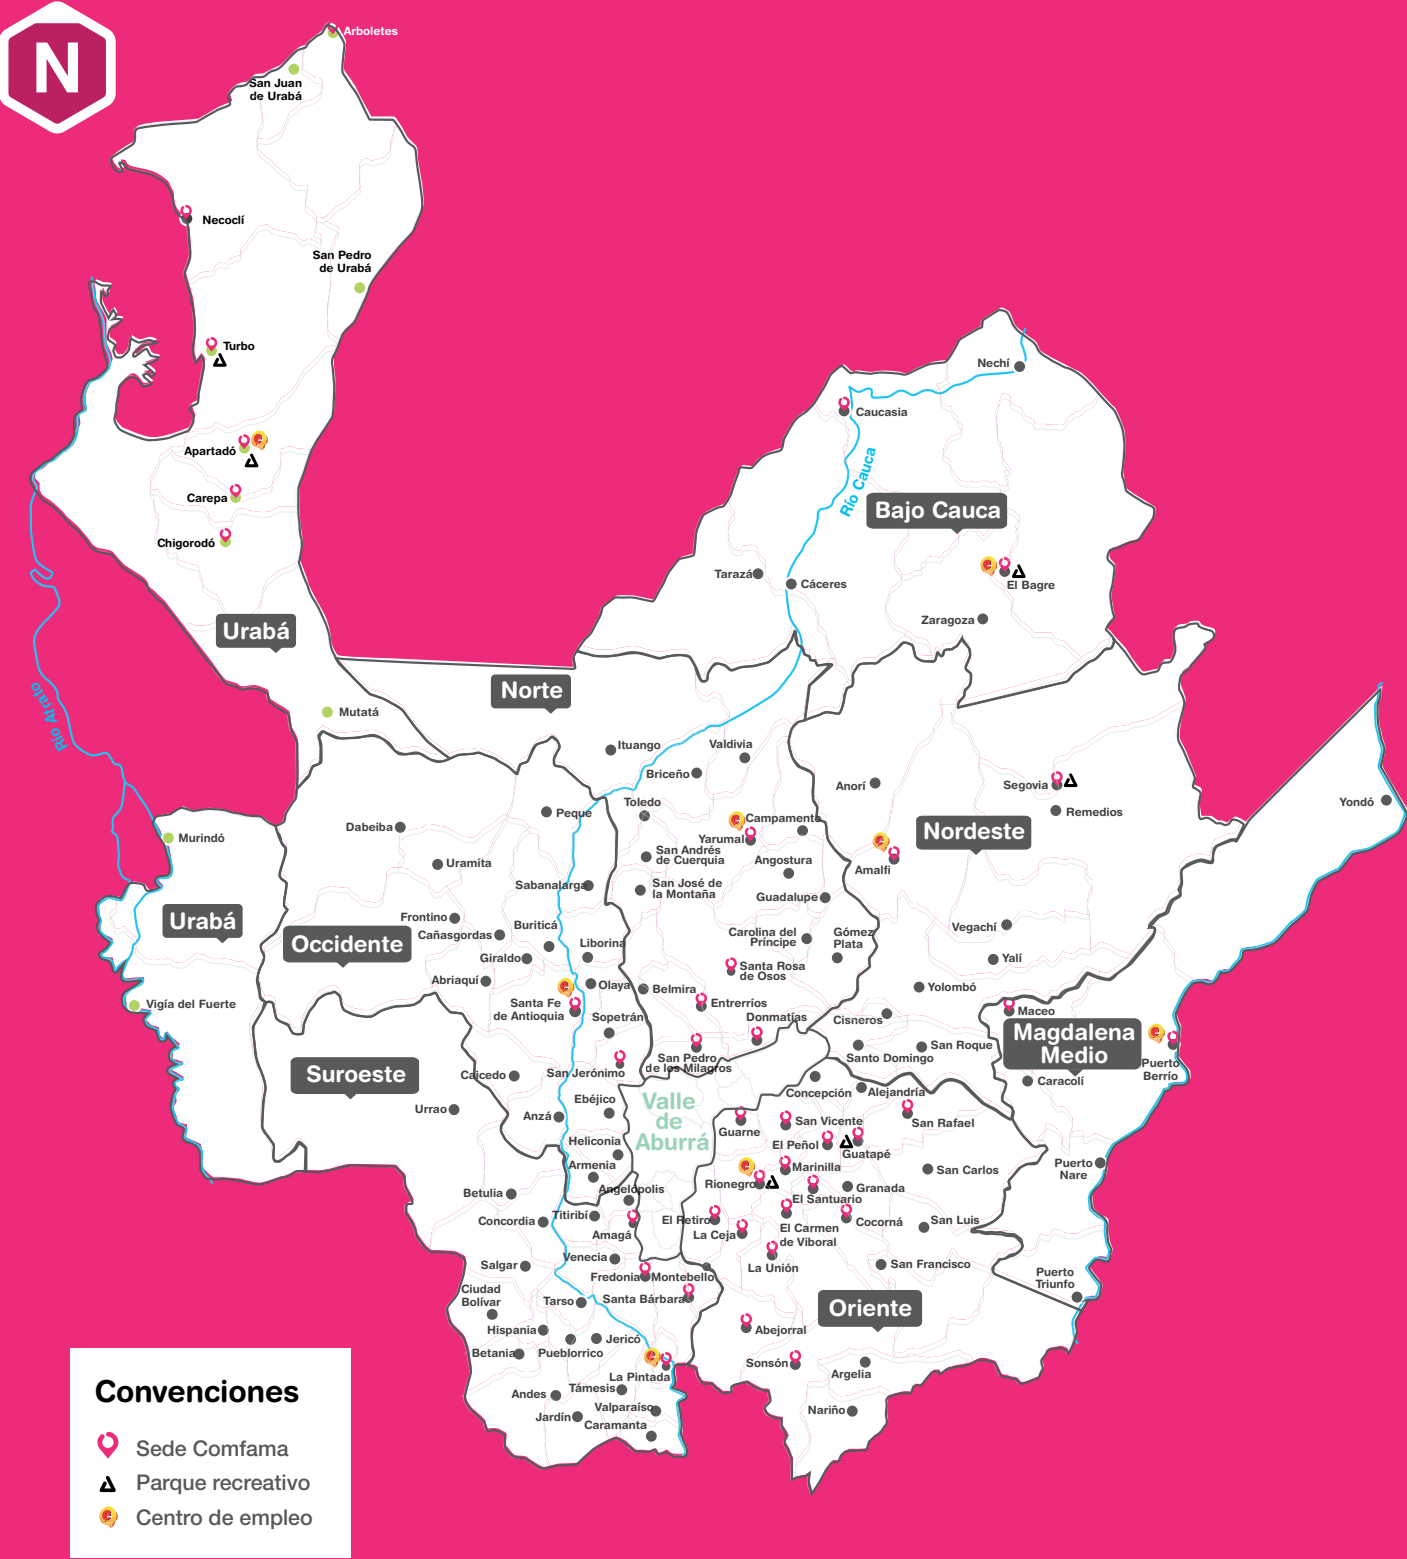 N
Arboletes
San Juan
de Urabá
Necoclí
San Pedro
de Urabá
Turbo
Apartadó
Carepa
Chigorodó
Urabá
Mutatá
Río Atrato
Murindó
Urabá
Vigía del Fuerte
Nechí
Caucasia
Río Cauca
Bajo Cauca
Tarazá
Cáceres
El Bagre
Zaragoza
Norte
Ituango
Valdivia
Briceño
Toledo
Campamento
Yarumal
San Andrés
de Cuerquia
Angostura
San José de
la Montaña
Guadalupe
Carolina del
Príncipe
Gómez
Plata
Santa Rosa
de Osos
Belmira
Entrerríos
Donmatías
San Pedro
de los Milagros
Anorí
Segovia
Remedios
Nordeste
Amalfi
Vegachí
Yalí
Yolombó
Cisneros
Santo Domingo
San Roque
Yondó
Maceo
Magdalena
Medio
Puerto
Berrío
Caracolí
Puerto
Nare
Puerto
Triunfo
Peque
Dabeiba
Uramita
Sabanalarga
Frontino
Cañasgordas
Buriticá
Occidente
Giraldo
Liborina
Abriaquí
Olaya
Santa Fe
de Antioquia
Sopetrán
San Jerónimo
Caicedo
Ebéjico
Anzá
Heliconia
Armenia
Suroeste
Urrao
Betulia
Angelópolis
Concordia
Titiribí
Amagá
Salgar
Venecia
Fredonia
Montebello
Ciudad
Bolívar
Tarso
Santa Bárbara
Hispania
Jericó
Betania
Pueblorrico
La Pintada
Andes
Támesis
Jardín
Valparaíso
Caramanta
Valle
de
Aburrá
Concepción
Alejandría
Guarne
San Vicente
San Rafael
El Peñol
Guatapé
Marinilla
San Carlos
Rionegro
Granada
El Santuario
El Retiro
Cocorná
San Luis
La Ceja
El Carmen
de Viboral
La Unión
San Francisco
Oriente
Abejorral
Sonsón
Argelia
Nariño
Convenciones
Sede Comfama
Parque recreativo
Centro de empleo